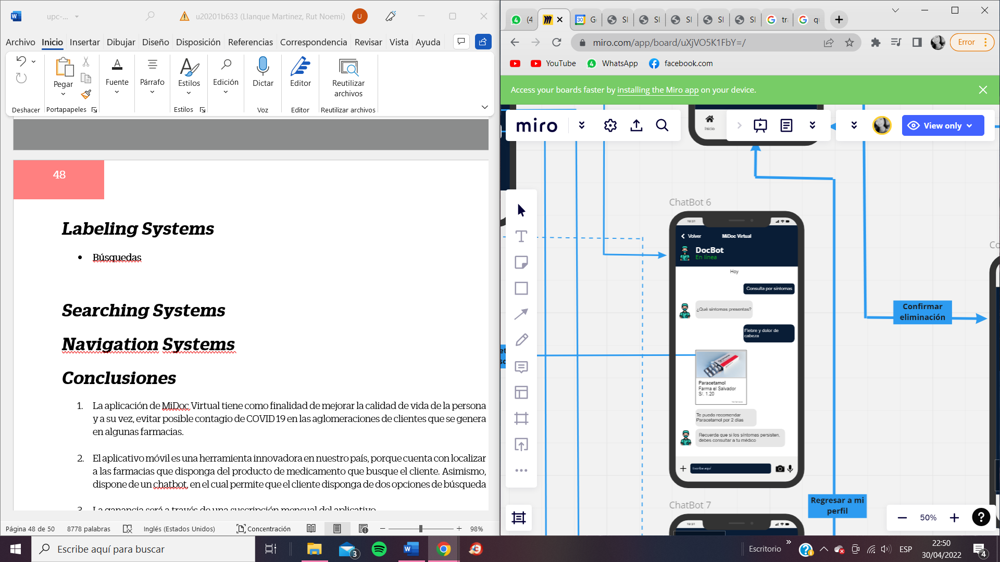 upc-...
u20201b633 (Llanque Martinez, Rut Noemi)
U
Archivo Inicio Insertar Dibujar Diseño Disposición Referencias Correspondencia Revisar Vista Ayuda
Pegar
Fuente
Párrafo
Estilos
Edición
Dictar
Editor
Reutilizar
archivos
Deshacer
Portapapeles
Estilos
Voz
Editor
Reutilizar archivos
48
Labeling Systems
• Búsquedas
Searching Systems
Navigation Systems
Conclusiones
1. La aplicación de MiDoc Virtual tiene como finalidad de mejorar la calidad de vida de la persona
y a su vez, evitar posible contagio de COVID 19 en las aglomeraciones de clientes que se genera
en algunas farmacias.
2. El aplicativo móvil es una herramienta innovadora en nuestro país, porque cuenta con localizar
a las farmacias que disponga del producto de medicamento que busque el cliente. Asimismo,
dispone de un chatbot, en el cual permite que el cliente disponga de dos opciones de búsqueda
3. La ganancia será a través de una suscripción mensual del aplicativo
Página 48 de 50
8778 palabras
Inglés (Estados Unidos)
Concentración
98%
(4
G
SI
SI
SI
SI
SI
tr
q
miro.com/app/board/uXjVO5K1FbY=/
Error
YouTube
WhatsApp
facebook.com
Access your boards faster by installing the Miro app on your device.
miro
Inicio
View only
ChatBot 6
10:31
Volver
MiDoc Virtual
DocBot
En línea
Hoy
Consulta por síntomas
¿Qué síntomas presentas?
Fiebre y dolor de
cabeza
Paracetamol
Farma el Salvador
S/. 1.20
Te puedo recomendar
Paracetamol por 2 días
Recuerda que si los síntomas persisten,
debes consultar a tu médico
Escribe aquí
Co
Confirmar
eliminación
Regresar a mi
perfil
ChatBot 7
10:31
50%
?
Escribe aquí para buscar
3
Escritorio
ESP
22:50
30/04/2022
4